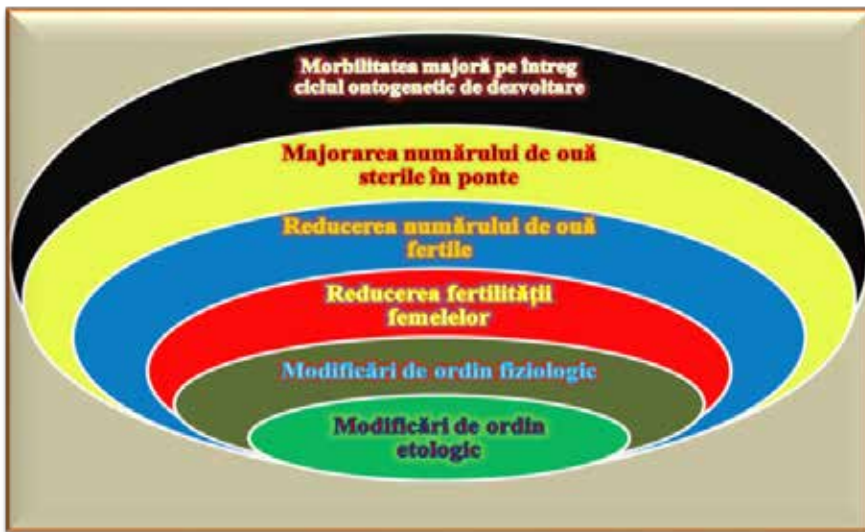 Morbilitatea majoră pe întreg
ciclul ontogenetic de dezvoltare
Majorarea numărului de ouă
sterile în ponte
Reducerea numărului de ouă
fertile
Reducerea fertilității
femelelor
Modificări de ordin fiziologic
Modificări de ordin
etologic